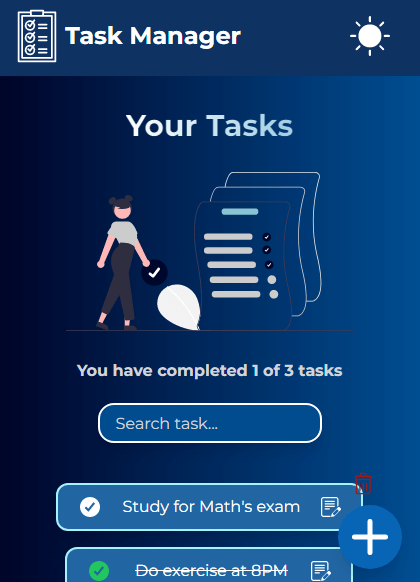 Task Manager
Your Tasks
You have completed 1 of 3 tasks
Search task...
Study for Math's exam
Do exercise at 8PM